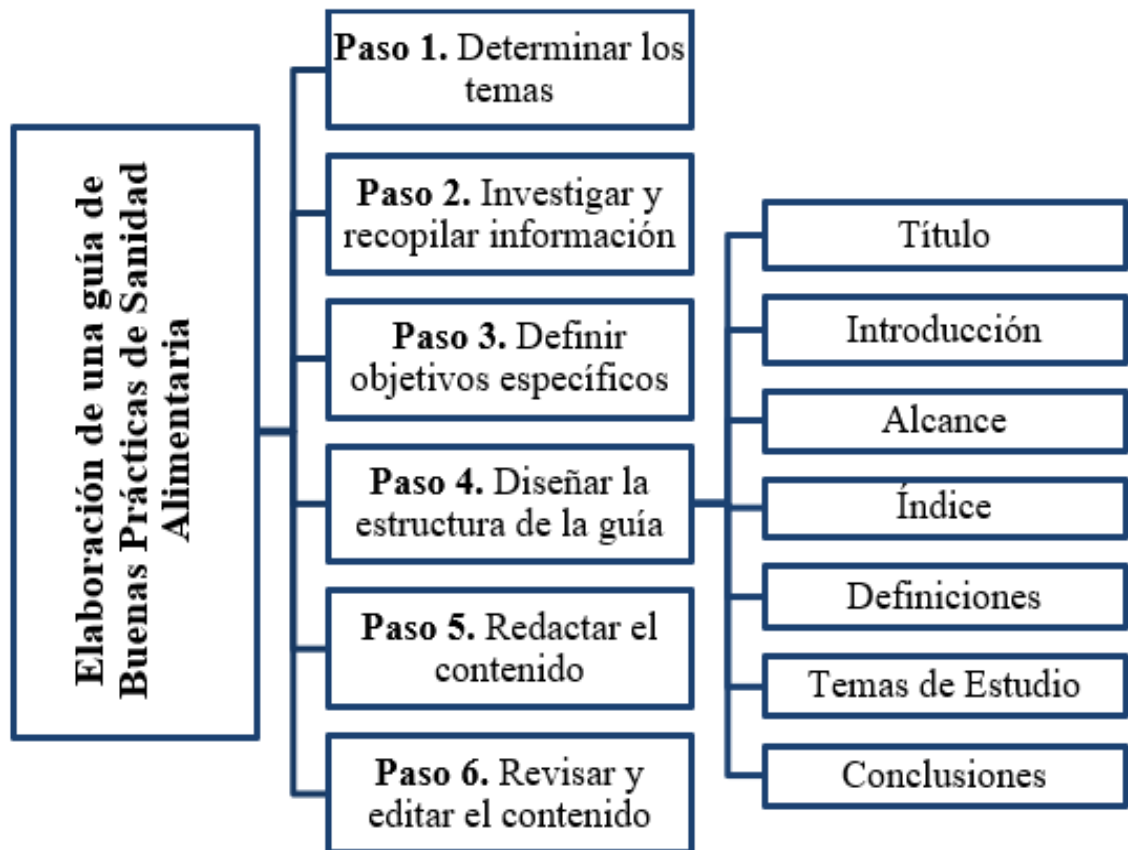 Elaboración de una guía de
Buenas Prácticas de Sanidad
Alimentaria
Paso 1. Determinar los
temas
Paso 2. Investigar y
recopilar información
Paso 3. Definir
objetivos específicos
Paso 4. Diseñar la
estructura de la guía
Paso 5. Redactar el
contenido
Paso 6. Revisar y
editar el contenido
Título
Introducción
Alcance
Índice
Definiciones
Temas de Estudio
Conclusiones